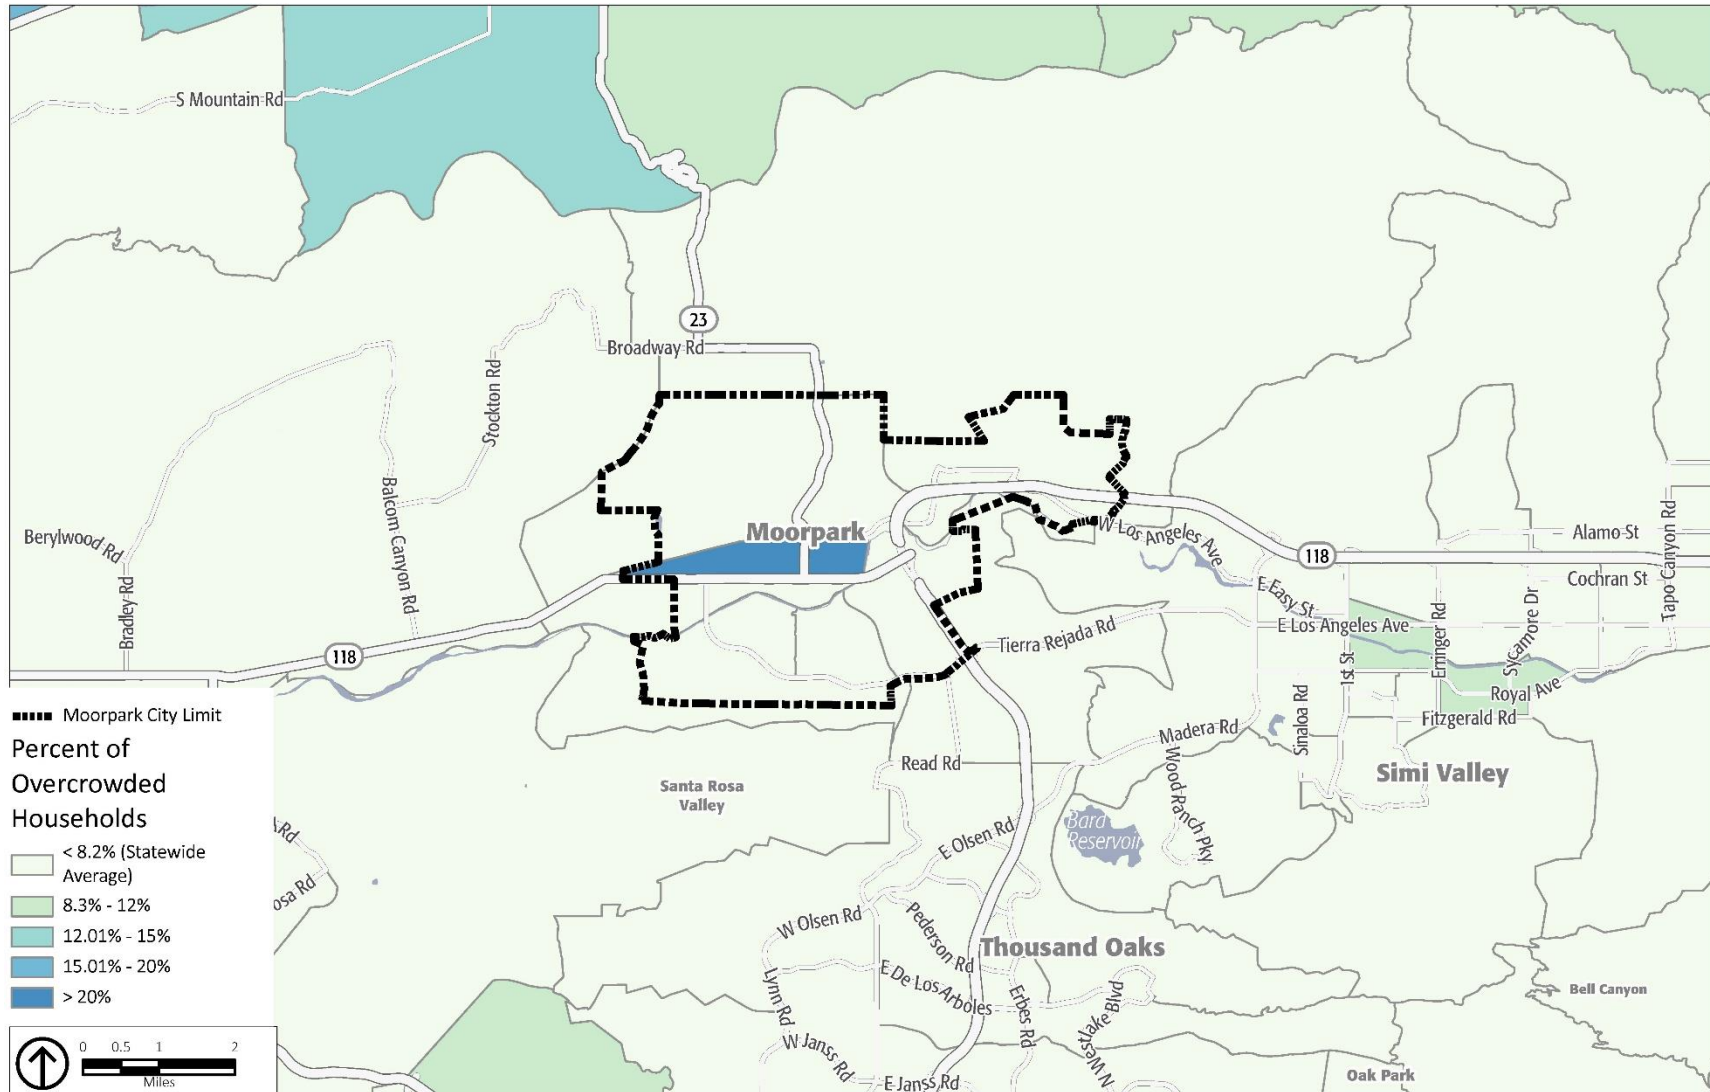 S Mountain Rd
23
Broadway Rd
Stockton Rd
Balcom Canyon Rd
Berylwood Rd
Bradley Rd
Moorpark
118
W Los Angeles Ave
118
Alamo St
Tapo Canyon Rd
Cochran St
E Easy St
E Los Angeles Ave
Erringer Rd
Sycamore Dr
Tierra Rejada Rd
1st St
Royal Ave
Fitzgerald Rd
Sinaloa Rd
Madera Rd
Wood Ranch Pky
Read Rd
Simi Valley
Santa Rosa
Valley
Bard
Reservoir
E Olsen Rd
W Olsen Rd
Pederson Rd
Thousand Oaks
E De Los Arboles
Lynn Rd
Erbes Rd
N Westlake Blvd
W Janss Rd
E Janss Rd
Bell Canyon
Oak Park
Rd
osa Rd
Moorpark City Limit
Percent of
Overcrowded
Households
< 8.2% (Statewide
Average)
8.3% - 12%
12.01% - 15%
15.01% - 20%
> 20%
0 0.5 1 2
Miles